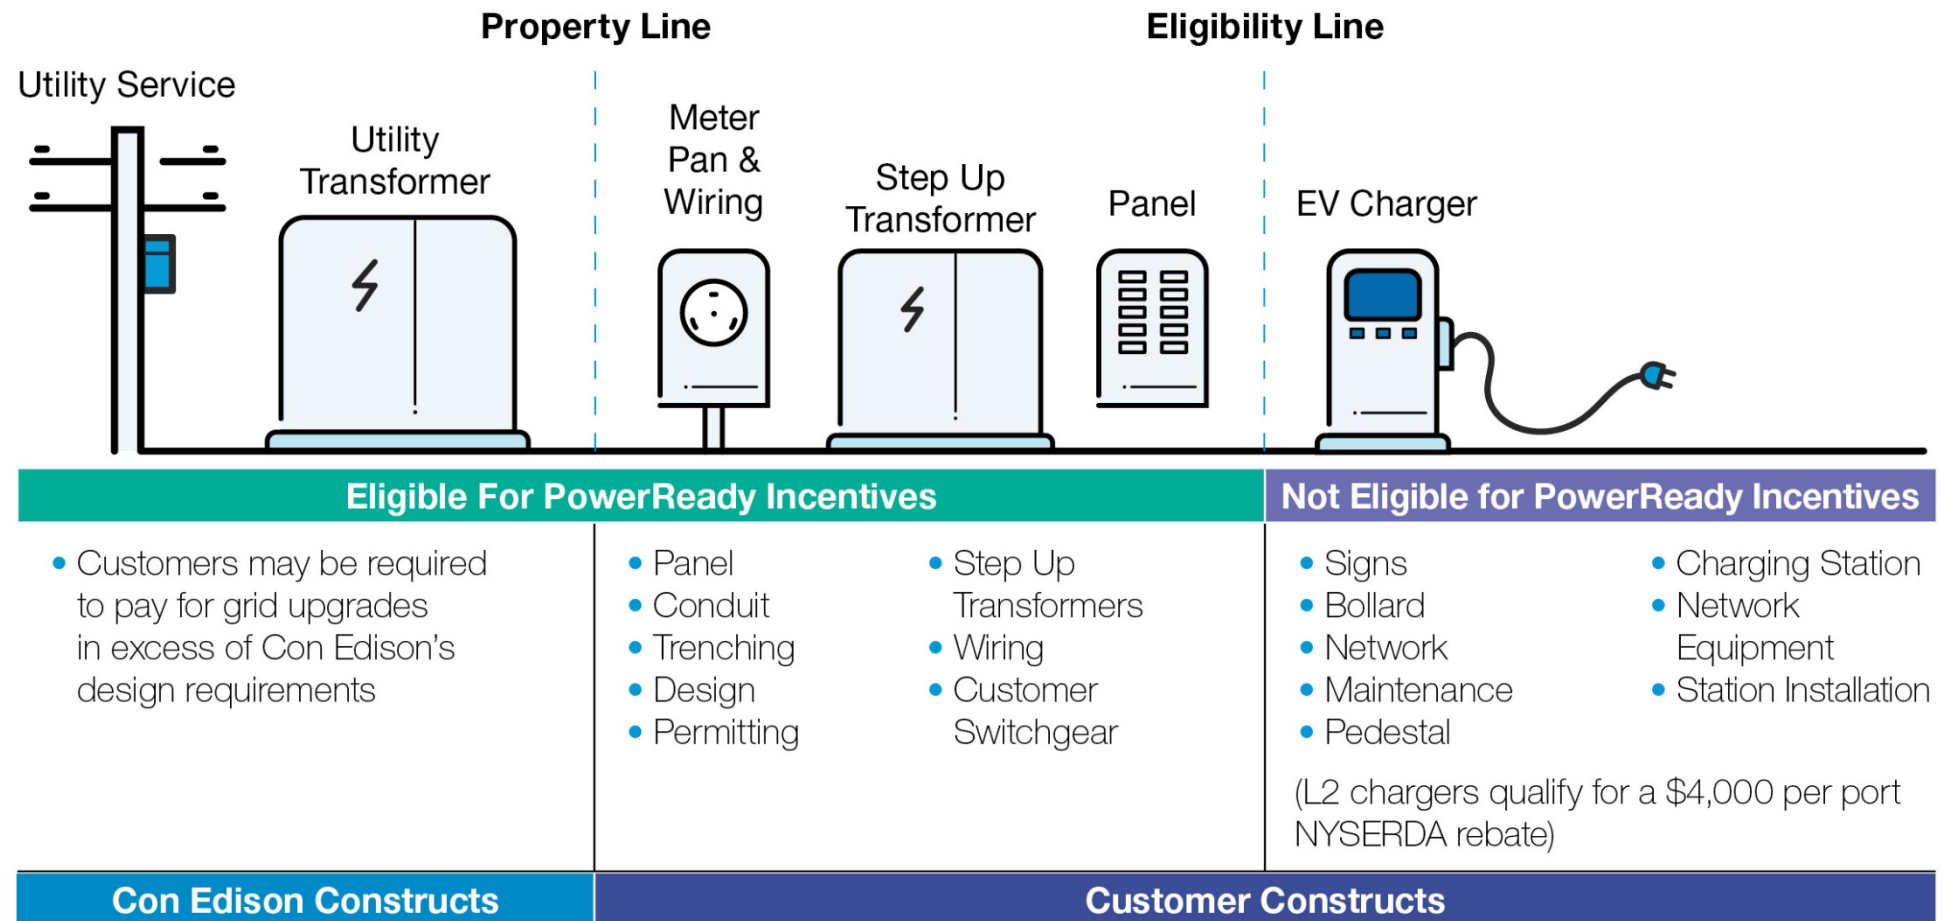 Property Line
Eligibility Line
Utility Service
Utility
Transformer
Meter
Pan &
Wiring
Step Up
Transformer
Panel
EV Charger
Eligible For PowerReady Incentives
Not Eligible for PowerReady Incentives
• Customers may be required
to pay for grid upgrades
in excess of Con Edison’s
design requirements
• Panel
• Conduit
• Trenching
• Design
• Permitting
• Step Up
Transformers
• Wiring
• Customer
Switchgear
• Signs
• Bollard
• Network
• Maintenance
• Pedestal
• Charging Station
• Network
Equipment
• Station Installation
(L2 chargers qualify for a $4,000 per port
NYSERDA rebate)
Con Edison Constructs
Customer Constructs